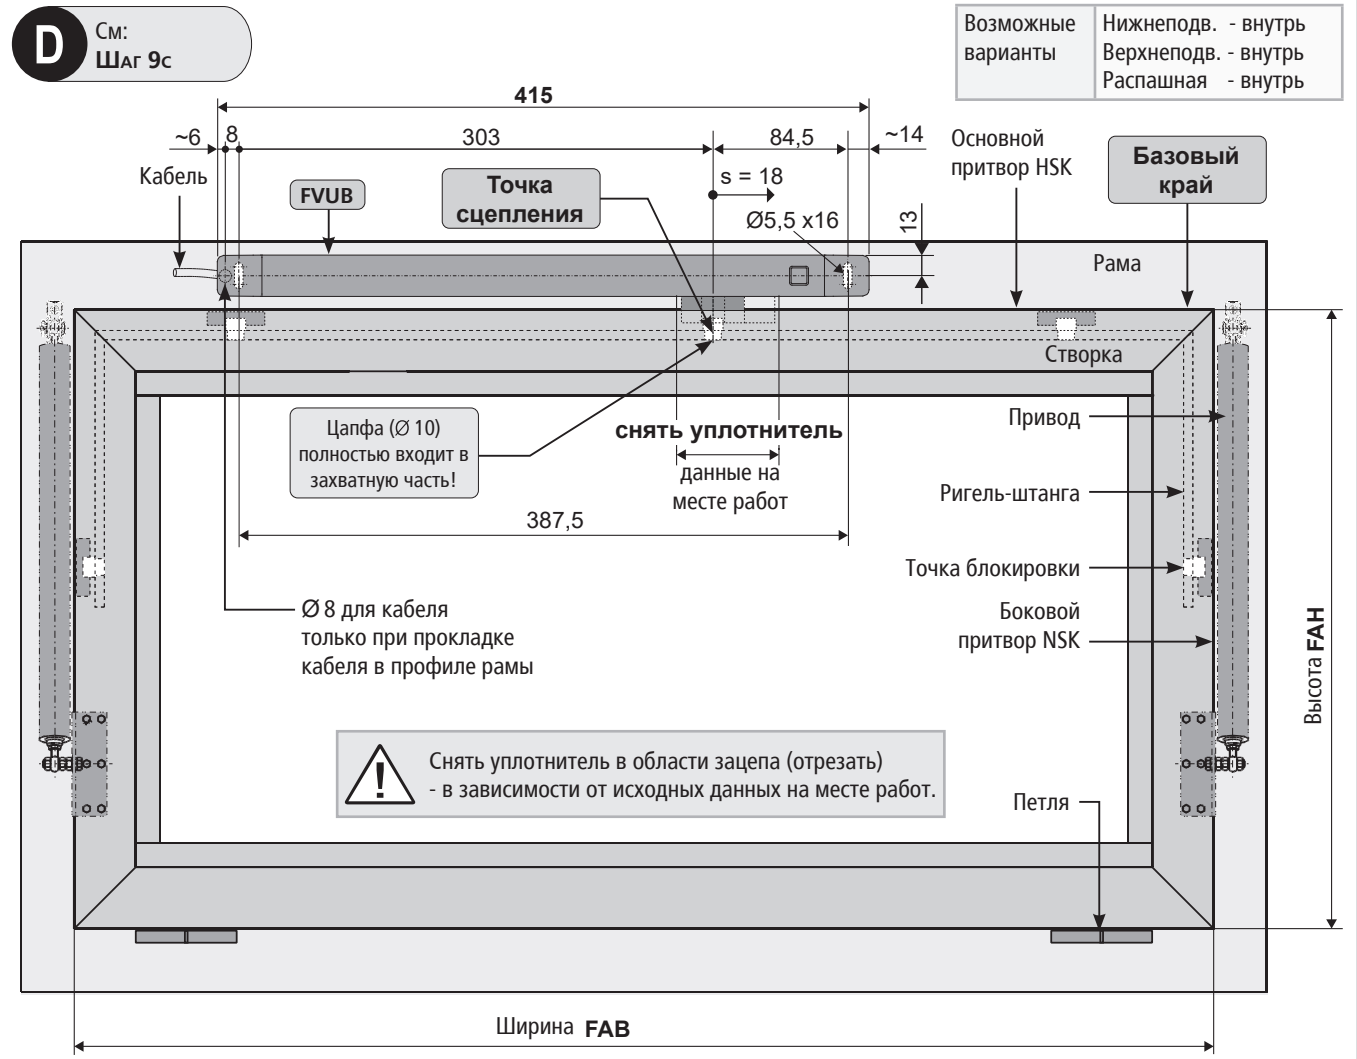 D
См:
Шаг 9c
Возможные
варианты
Нижнеподв. - внутрь
Верхнеподв. - внутрь
Распашная - внутрь
415
~6
8
303
84,5
~14
Кабель
FVUB
Точка
сцепления
s = 18
Ø5,5 x16
13
Основной
притвор HSK
Базовый
край
Рама
Створка
Цапфа (Ø 10)
полностью входит в
захватную часть!
снять уплотнитель
данные на
месте работ
387,5
Привод
Ригель-штанга
Точка блокировки
Боковой
притвор NSK
Ø 8 для кабеля
только при прокладке
кабеля в профиле рамы
Высота FAH
! Снять уплотнитель в области зацепа (отрезать)
- в зависимости от исходных данных на месте работ.
Петля
Ширина FAB